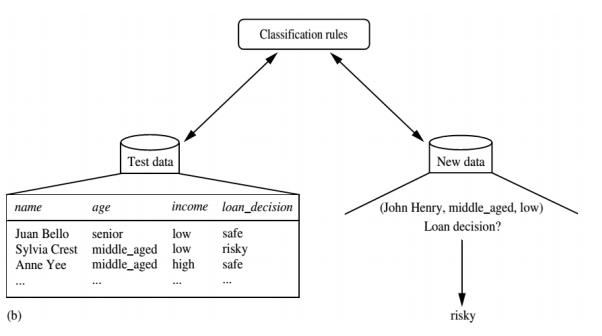 Classification rules
Test data
New data
name age income loan_decision
Juan Bello senior low safe
Sylvia Crest middle_aged low risky
Anne Yee middle_aged high safe
... ... ... ...
(John Henry, middle_aged, low)
Loan decision?
risky
(b)